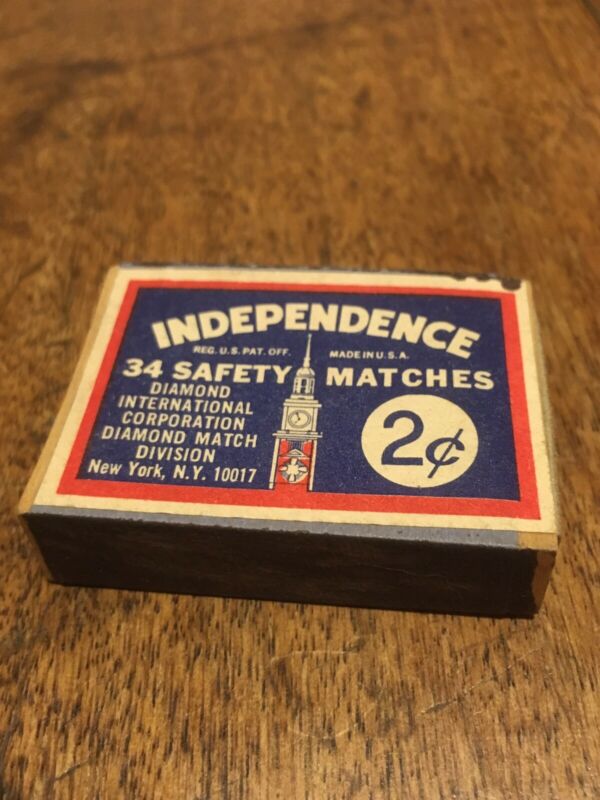 INDEPENDENCE
REG. U.S. PAT. OFF. MADE IN U.S.A.
34 SAFETY MATCHES
DIAMOND
INTERNATIONAL
CORPORATION
DIAMOND MATCH
DIVISION
New York, N.Y. 10017
2¢